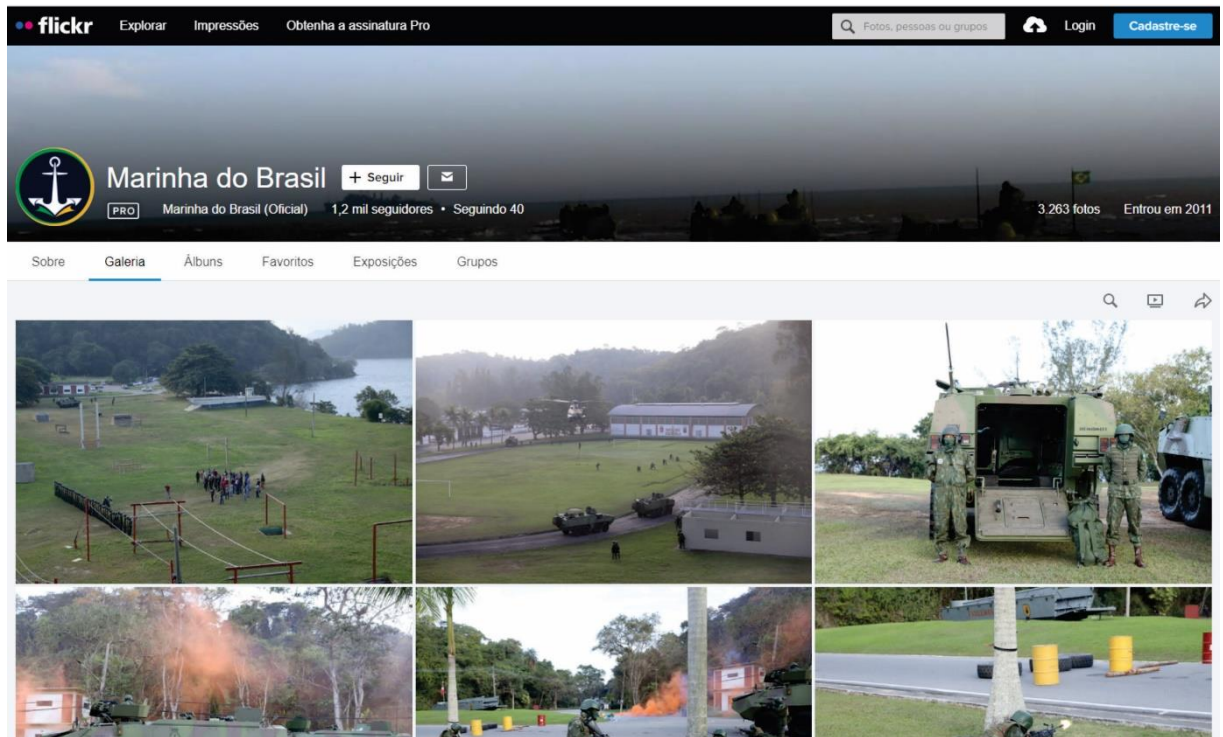 flickr Explorar Impressões Obtenha a assinatura Pro Fotos, pessoas ou grupos Login Cadastre-se
Marinha do Brasil + Seguir
PRO Marinha do Brasil (Oficial) 1,2 mil seguidores • Seguindo 40 3.263 fotos Entrou em 2011
Sobre Galeria Álbuns Favoritos Exposições Grupos